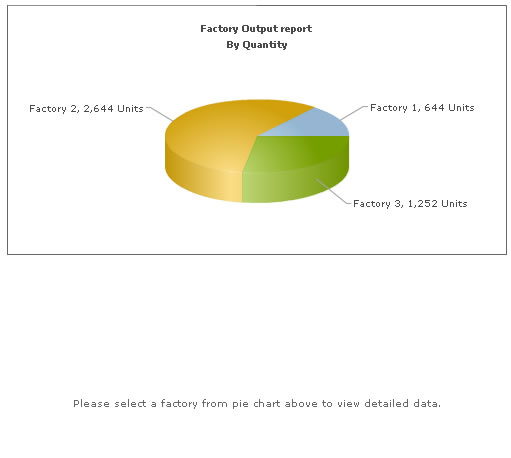 Factory Output report
By Quantity
Factory 2, 2,644 Units
Factory 1, 644 Units
Factory 3, 1,252 Units
Please select a factory from pie chart above to view detailed data.